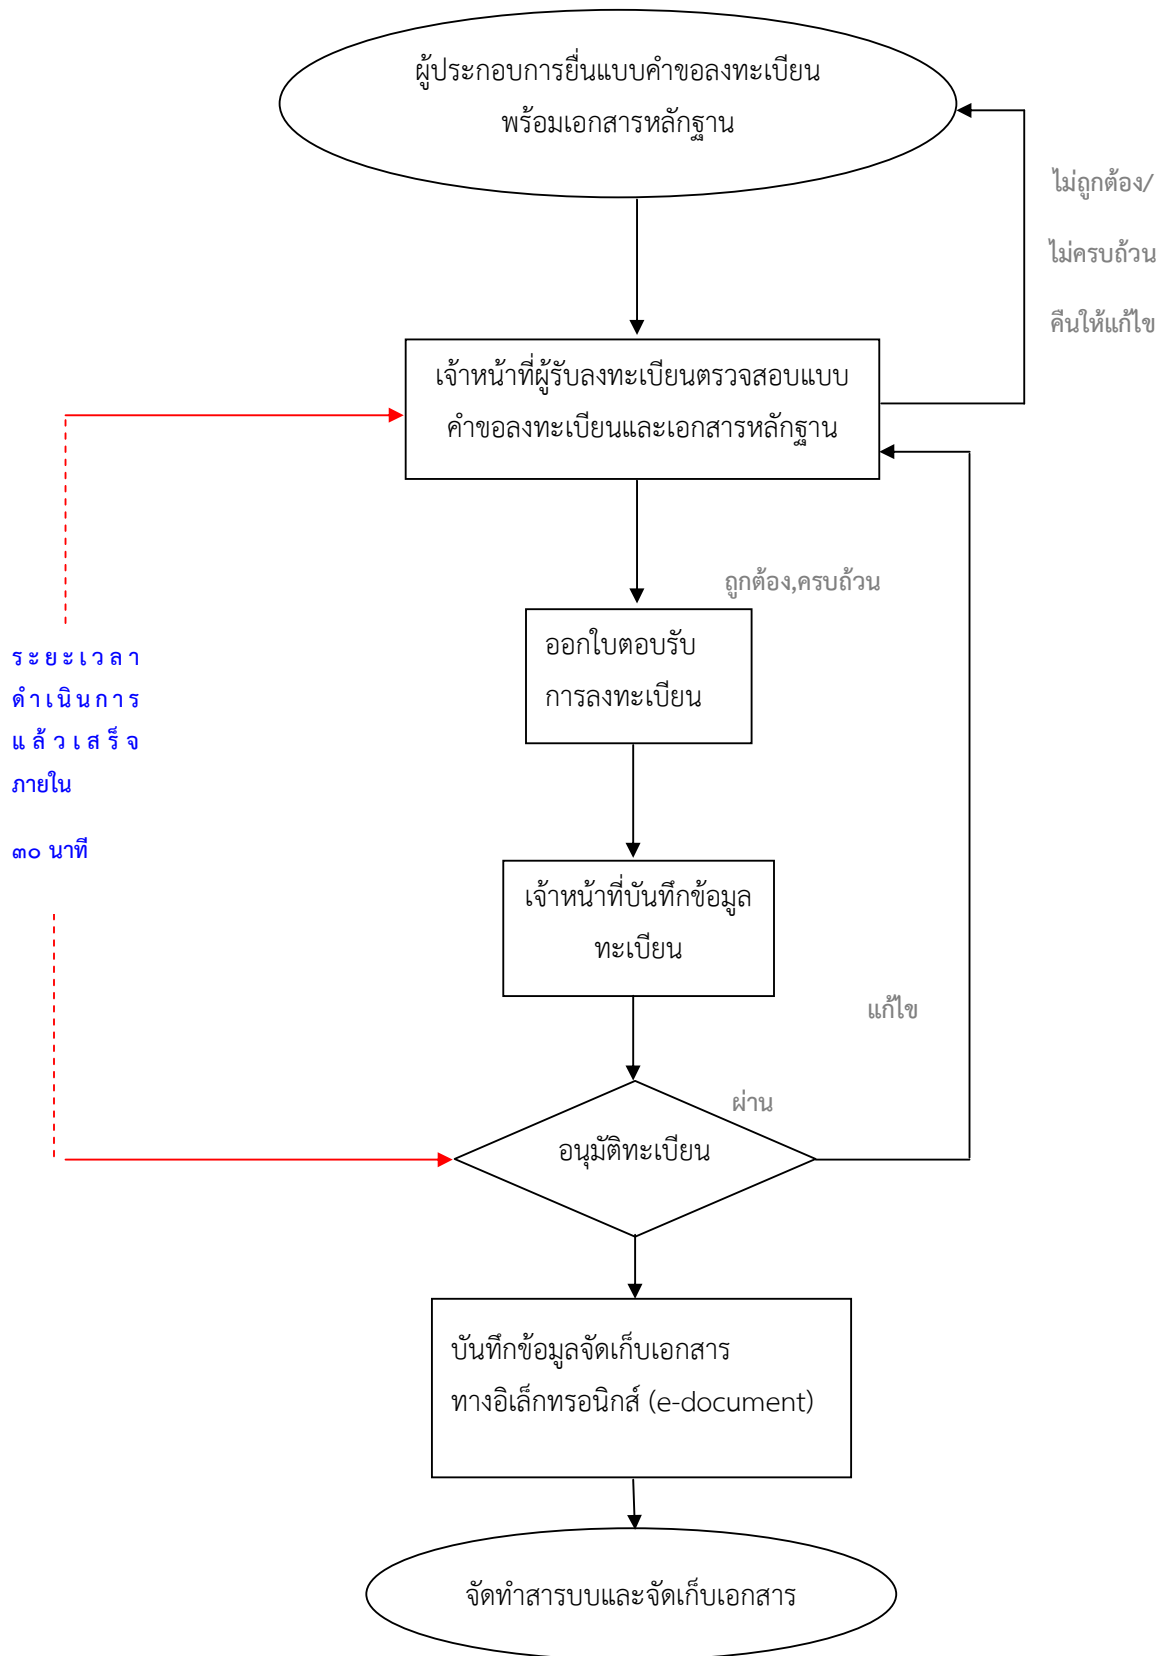 ผู้ประกอบการยื่นแบบคำขอลงทะเบียน
พร้อมเอกสารหลักฐาน
ไม่ถูกต้อง/
ไม่ครบถ้วน
คืนให้แก้ไข
เจ้าหน้าที่ผู้รับลงทะเบียนตรวจสอบแบบ
คำขอลงทะเบียนและเอกสารหลักฐาน
ถูกต้อง,ครบถ้วน
ออกใบตอบรับ
การลงทะเบียน
ระยะเวลา
ดำเนินการ
แล้วเสร็จ
ภายใน
๓๐ นาที
เจ้าหน้าที่บันทึกข้อมูล
ทะเบียน
แก้ไข
ผ่าน
อนุมัติทะเบียน
บันทึกข้อมูลจัดเก็บเอกสาร
ทางอิเล็กทรอนิกส์ (e-document)
จัดทำสารบบและจัดเก็บเอกสาร